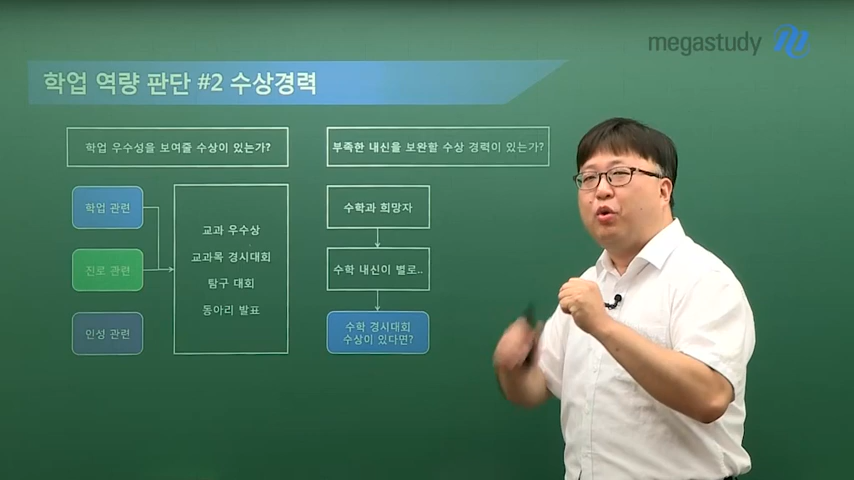 megastudy
학업 역량 판단 #2 수상경력
학업 우수성을 보여줄 수상이 있는가?
학업 관련
진로 관련
인성 관련
교과 우수상
교과목 경시대회
탐구 대회
동아리 발표
부족한 내신을 보완할 수상 경력이 있는가?
수학과 희망자
수학 내신이 별로..
수학 경시대회
수상이 있다면?